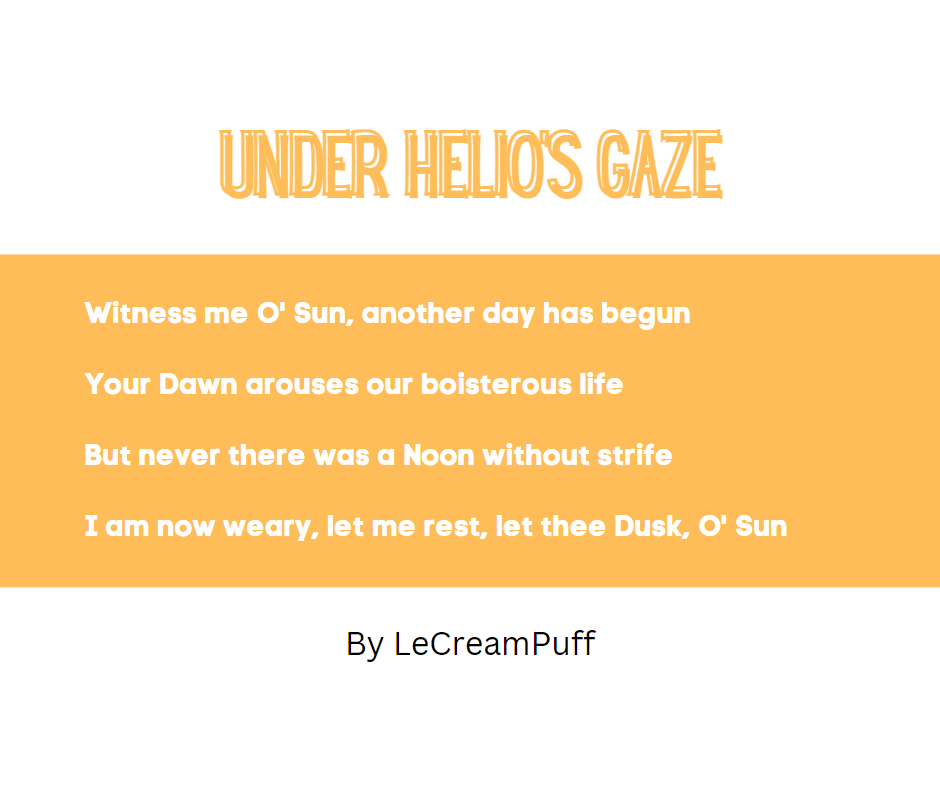 UNDER HELIO'S GAZE
Witness me O' Sun, another day has begun
Your Dawn arouses our boisterous life
But never there was a Noon without strife
I am now weary, let me rest, let thee Dusk, O' Sun
By LeCreamPuff